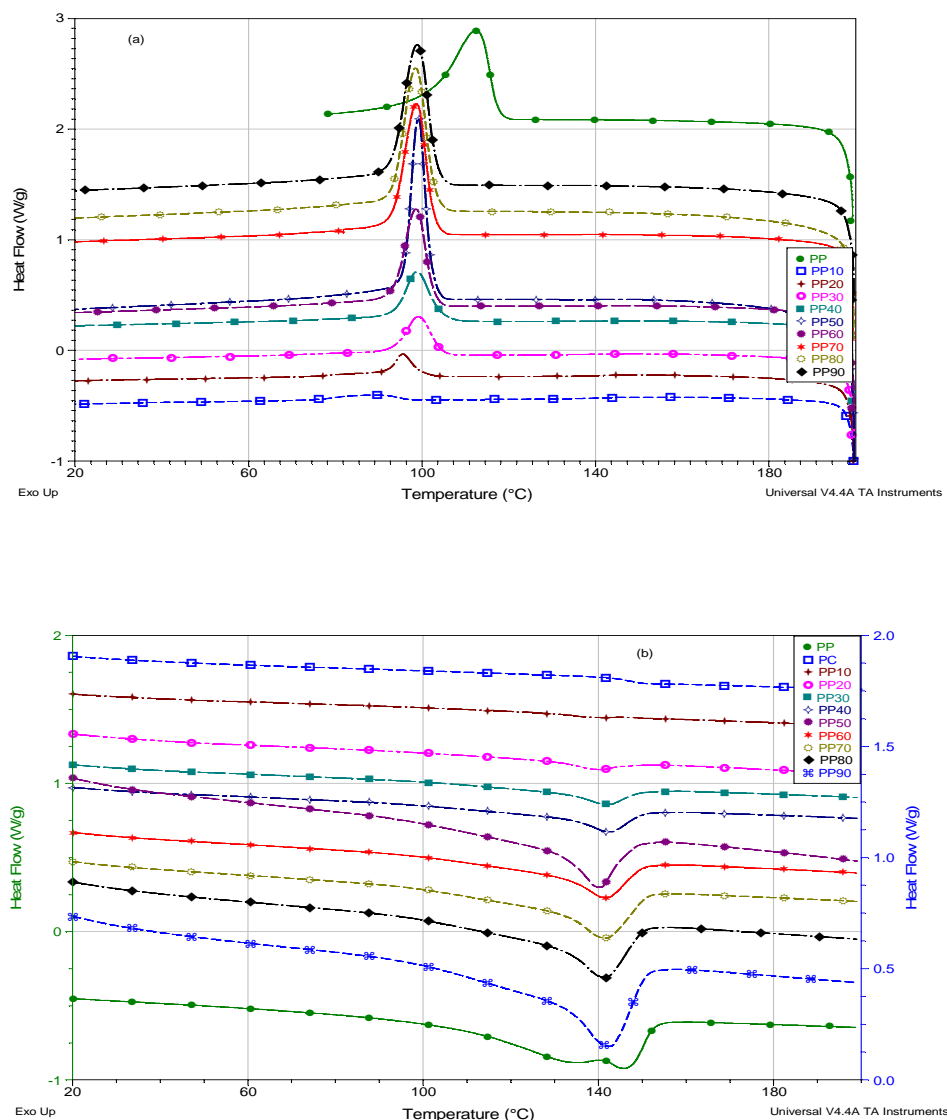 3
(a)
2
1
0
-1
Heat Flow (W/g)
PP
PP10
PP20
PP30
PP40
PP50
PP60
PP70
PP80
PP90
20 60 100 140 180
Exo Up
Temperature (°C)
Universal V4.4A TA Instruments
2 2.0
(b)
PP
PC
PP10
PP20
PP30
PP40
PP50
PP60
PP70
PP80
PP90
1.5
1
1.0
0
0.5
-1 0.0
Heat Flow (W/g)
Heat Flow (W/g)
20 60 100 140 180
Exo Up
Temperature (°C)
Universal V4.4A TA Instruments